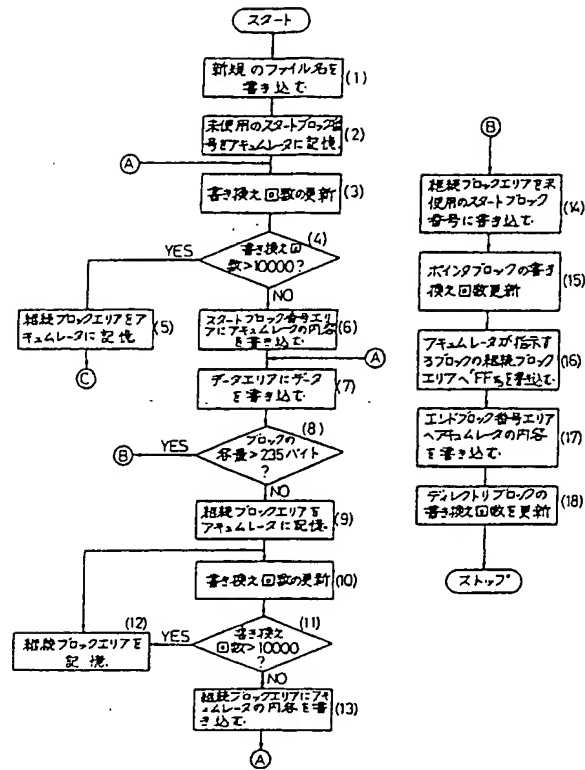 スタート
新規のファイル名を
書き込む.
(1)
未使用のスタートブロック番
号をアキュムレータに記憶.
(2)
A
書き換え回数の更新
(3)
(4)
書き換え回
数>10000?
YES
NO
継続ブロックエリアをア
キュムレータに記憶
(5)
C
スタートブロック番号エリ
アにアキュムレータの内容
を書き込む.
(6)
A
データエリアにデータ
を書き込む.
(7)
(8)
ブロックの
容量>235バイト
?
YES
B
NO
継続ブロックエリアを
アキュムレータに記憶.
(9)
書き換え回数の更新
(10)
(11)
書き換え
回数>10000
?
YES
(12)
継続ブロックエリアを
記憶.
NO
継続ブロックエリアにアキ
ュムレータの内容を書
き込む.
(13)
A
B
継続ブロックエリアを未
使用のスタートブロック
番号に書き込む.
(14)
ポインタブロックの書き
換え回数更新
(15)
アキュムレータが指示す
るブロックの継続ブロック
エリアへ"FF"を書き込む.
(16)
エンドブロック番号エリア
へアキュムレータの内容
を書き込む.
(17)
ディレクトリブロックの
書き換え回数を更新
(18)
ストップ